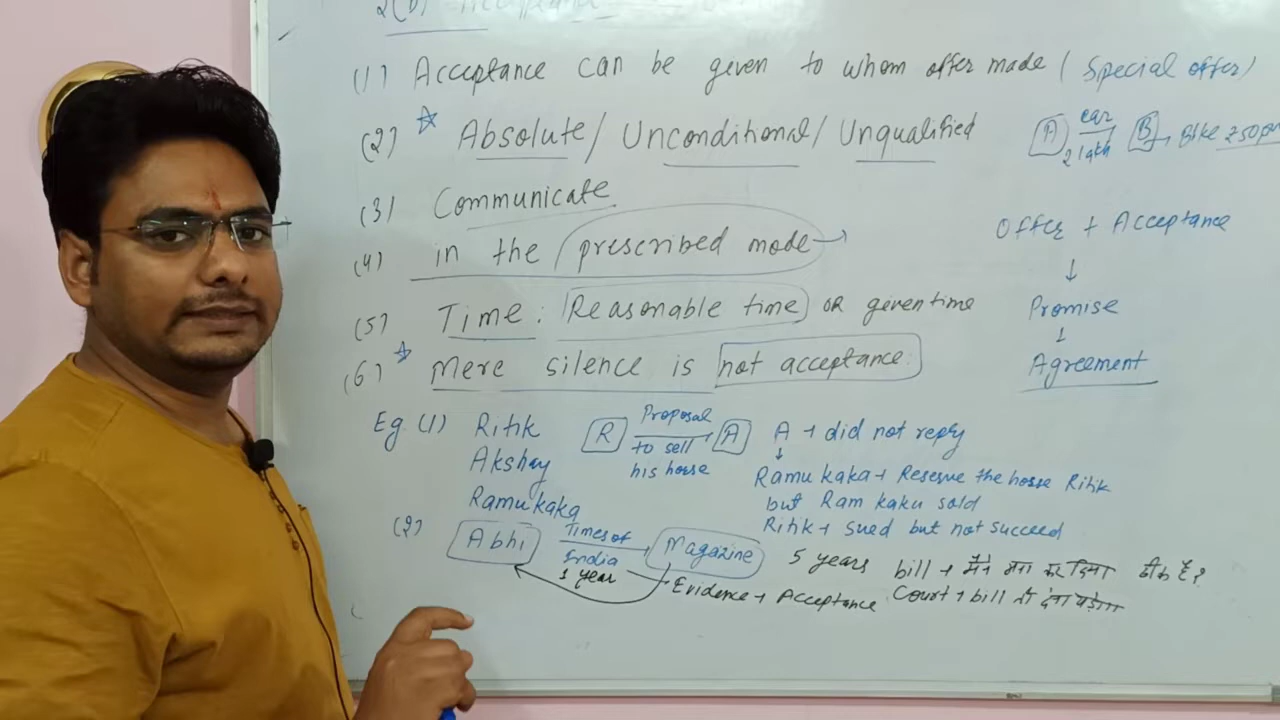 2(b) Acceptance
(1) Acceptance can be given to whom offer made (Special offer)
(2) ☆ Absolute/ Unconditional/ Unqualified
A car 2 lakh B → Bike 250
(3) Communicate
(4) in the prescribed mode →
Offer + Acceptance
↓
Promise
↓
Agreement
(5) Time: Reasonable time OR given time
(6) ☆ Mere silence is not acceptance.
Eg. (1) Ritik
Akshay
Ramukaka
R Proposal to sell his horse → A
A → did not reply
↓
Ramu kaka → Reserve the horse Ritik
but Ram kaku sold
Ritik → Sued but not succeed
(2) Abhi Times of India 1 year → Magazine 5 years
bill → मैने मना कर दिया ठीक है?
→ Evidence → Acceptance
Court → bill तो देना पड़ेगा